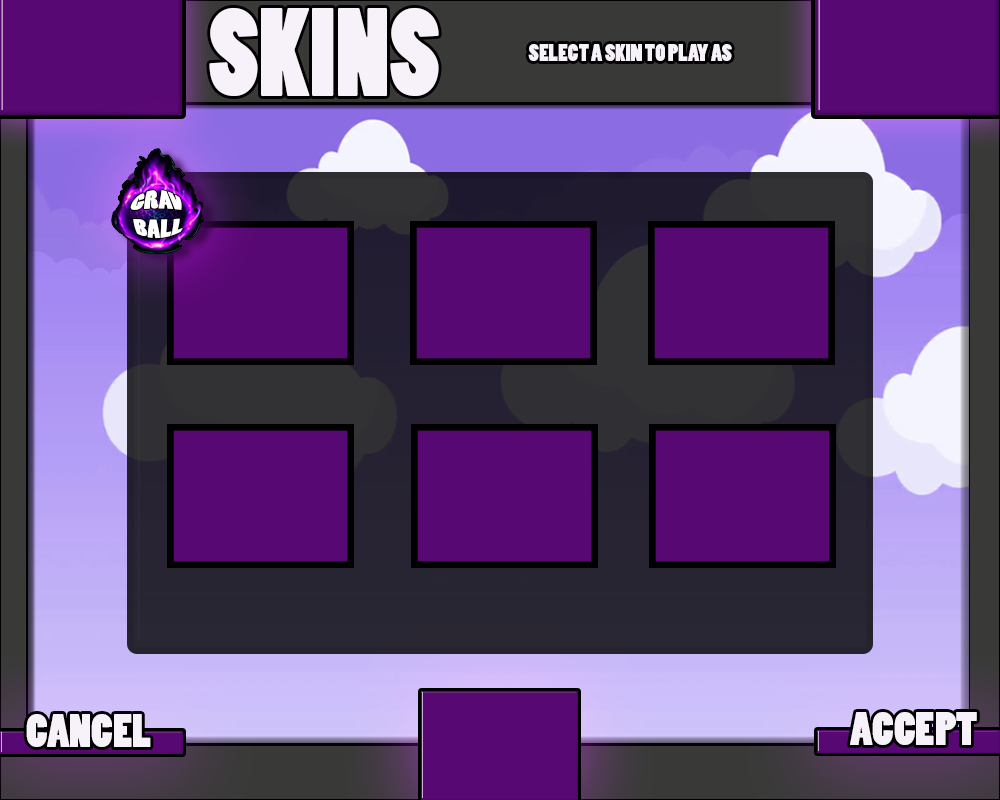 SKINS
SELECT A SKIN TO PLAY AS
GRAV
BALL
CANCEL
ACCEPT